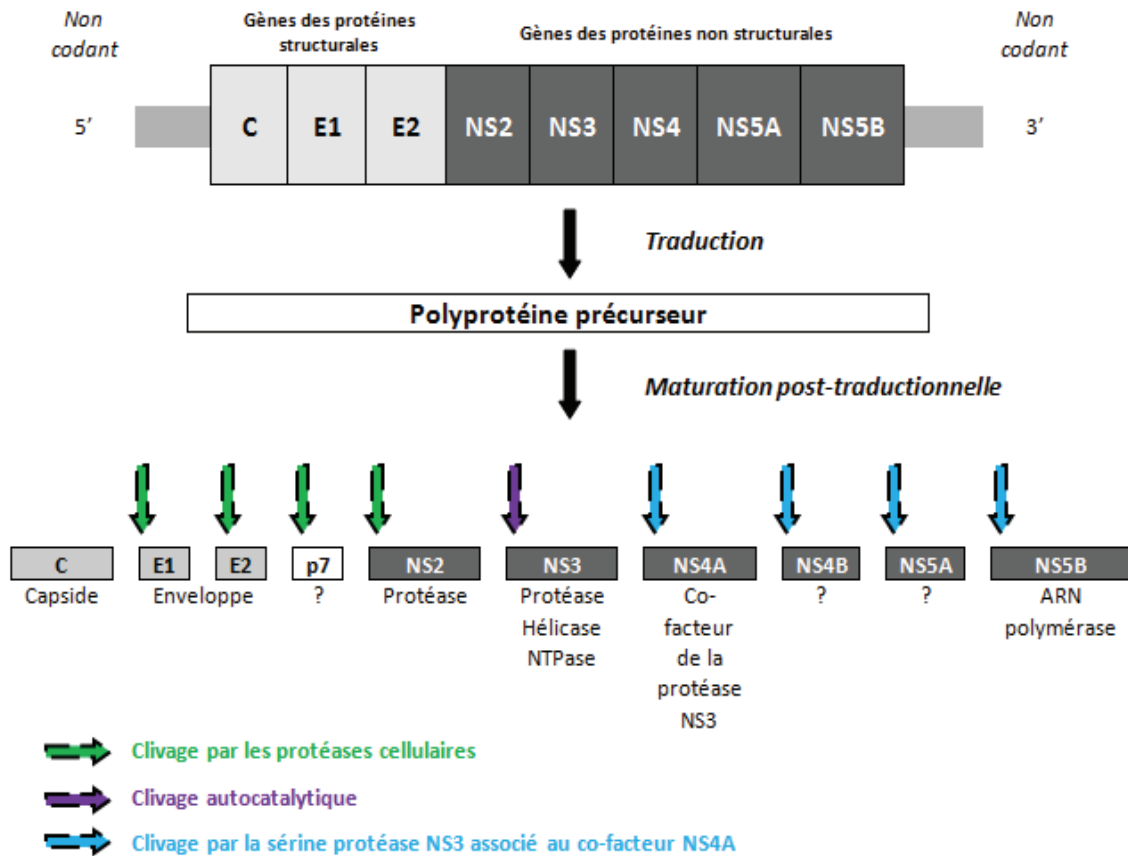 Non
codant
Gènes des protéines
structurales
Gènes des protéines non structurales
Non
codant
5'
C
E1
E2
NS2
NS3
NS4
NS5A
NS5B
3'
Traduction
Polyprotéine précurseur
Maturation post-traductionnelle
C
E1
E2
p7
NS2
NS3
NS4A
NS4B
NS5A
NS5B
Capside
Enveloppe
?
Protéase
Protéase
Hélicase
NTPase
Co-
facteur
de la
protéase
NS3
?
?
ARN
polymérase
Clivage par les protéases cellulaires
Clivage autocatalytique
Clivage par la sérine protéase NS3 associé au co-facteur NS4A